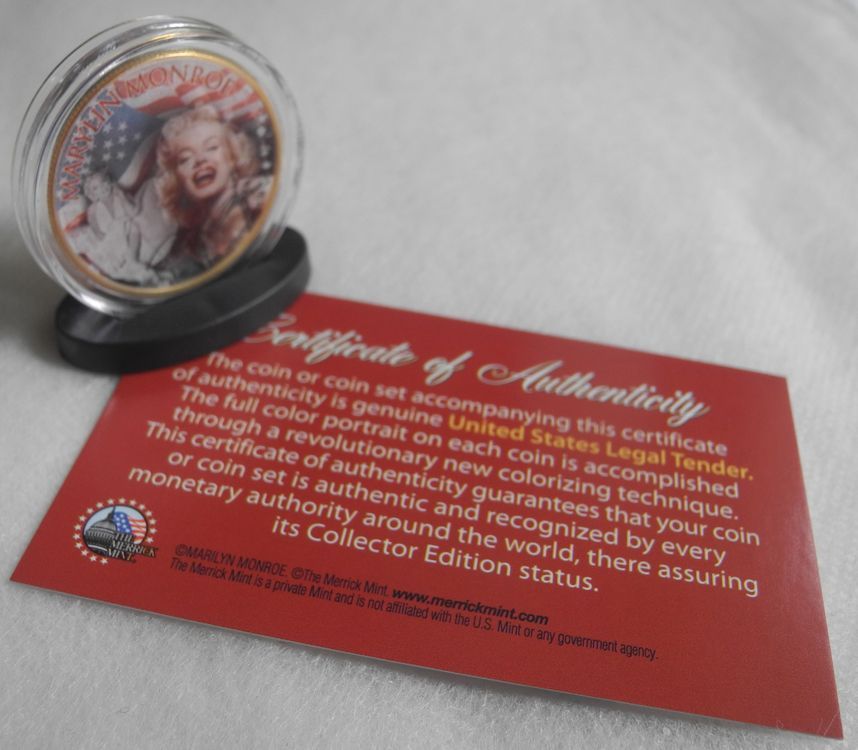 MARYLIN MONROE
Certificate of Authenticity
The coin or coin set accompanying this certificate
of authenticity is genuine United States Legal Tender.
The full color portrait on each coin is accomplished
through a revolutionary new colorizing technique.
This certificate of authenticity guarantees that your coin
or coin set is authentic and recognized by every
monetary authority around the world, there assuring
its Collector Edition status.
THE
MERRICK
MINT
©MARILYN MONROE. ©The Merrick Mint. www.merrickmint.com
The Merrick Mint is a private Mint and is not affiliated with the U.S. Mint or any government agency.